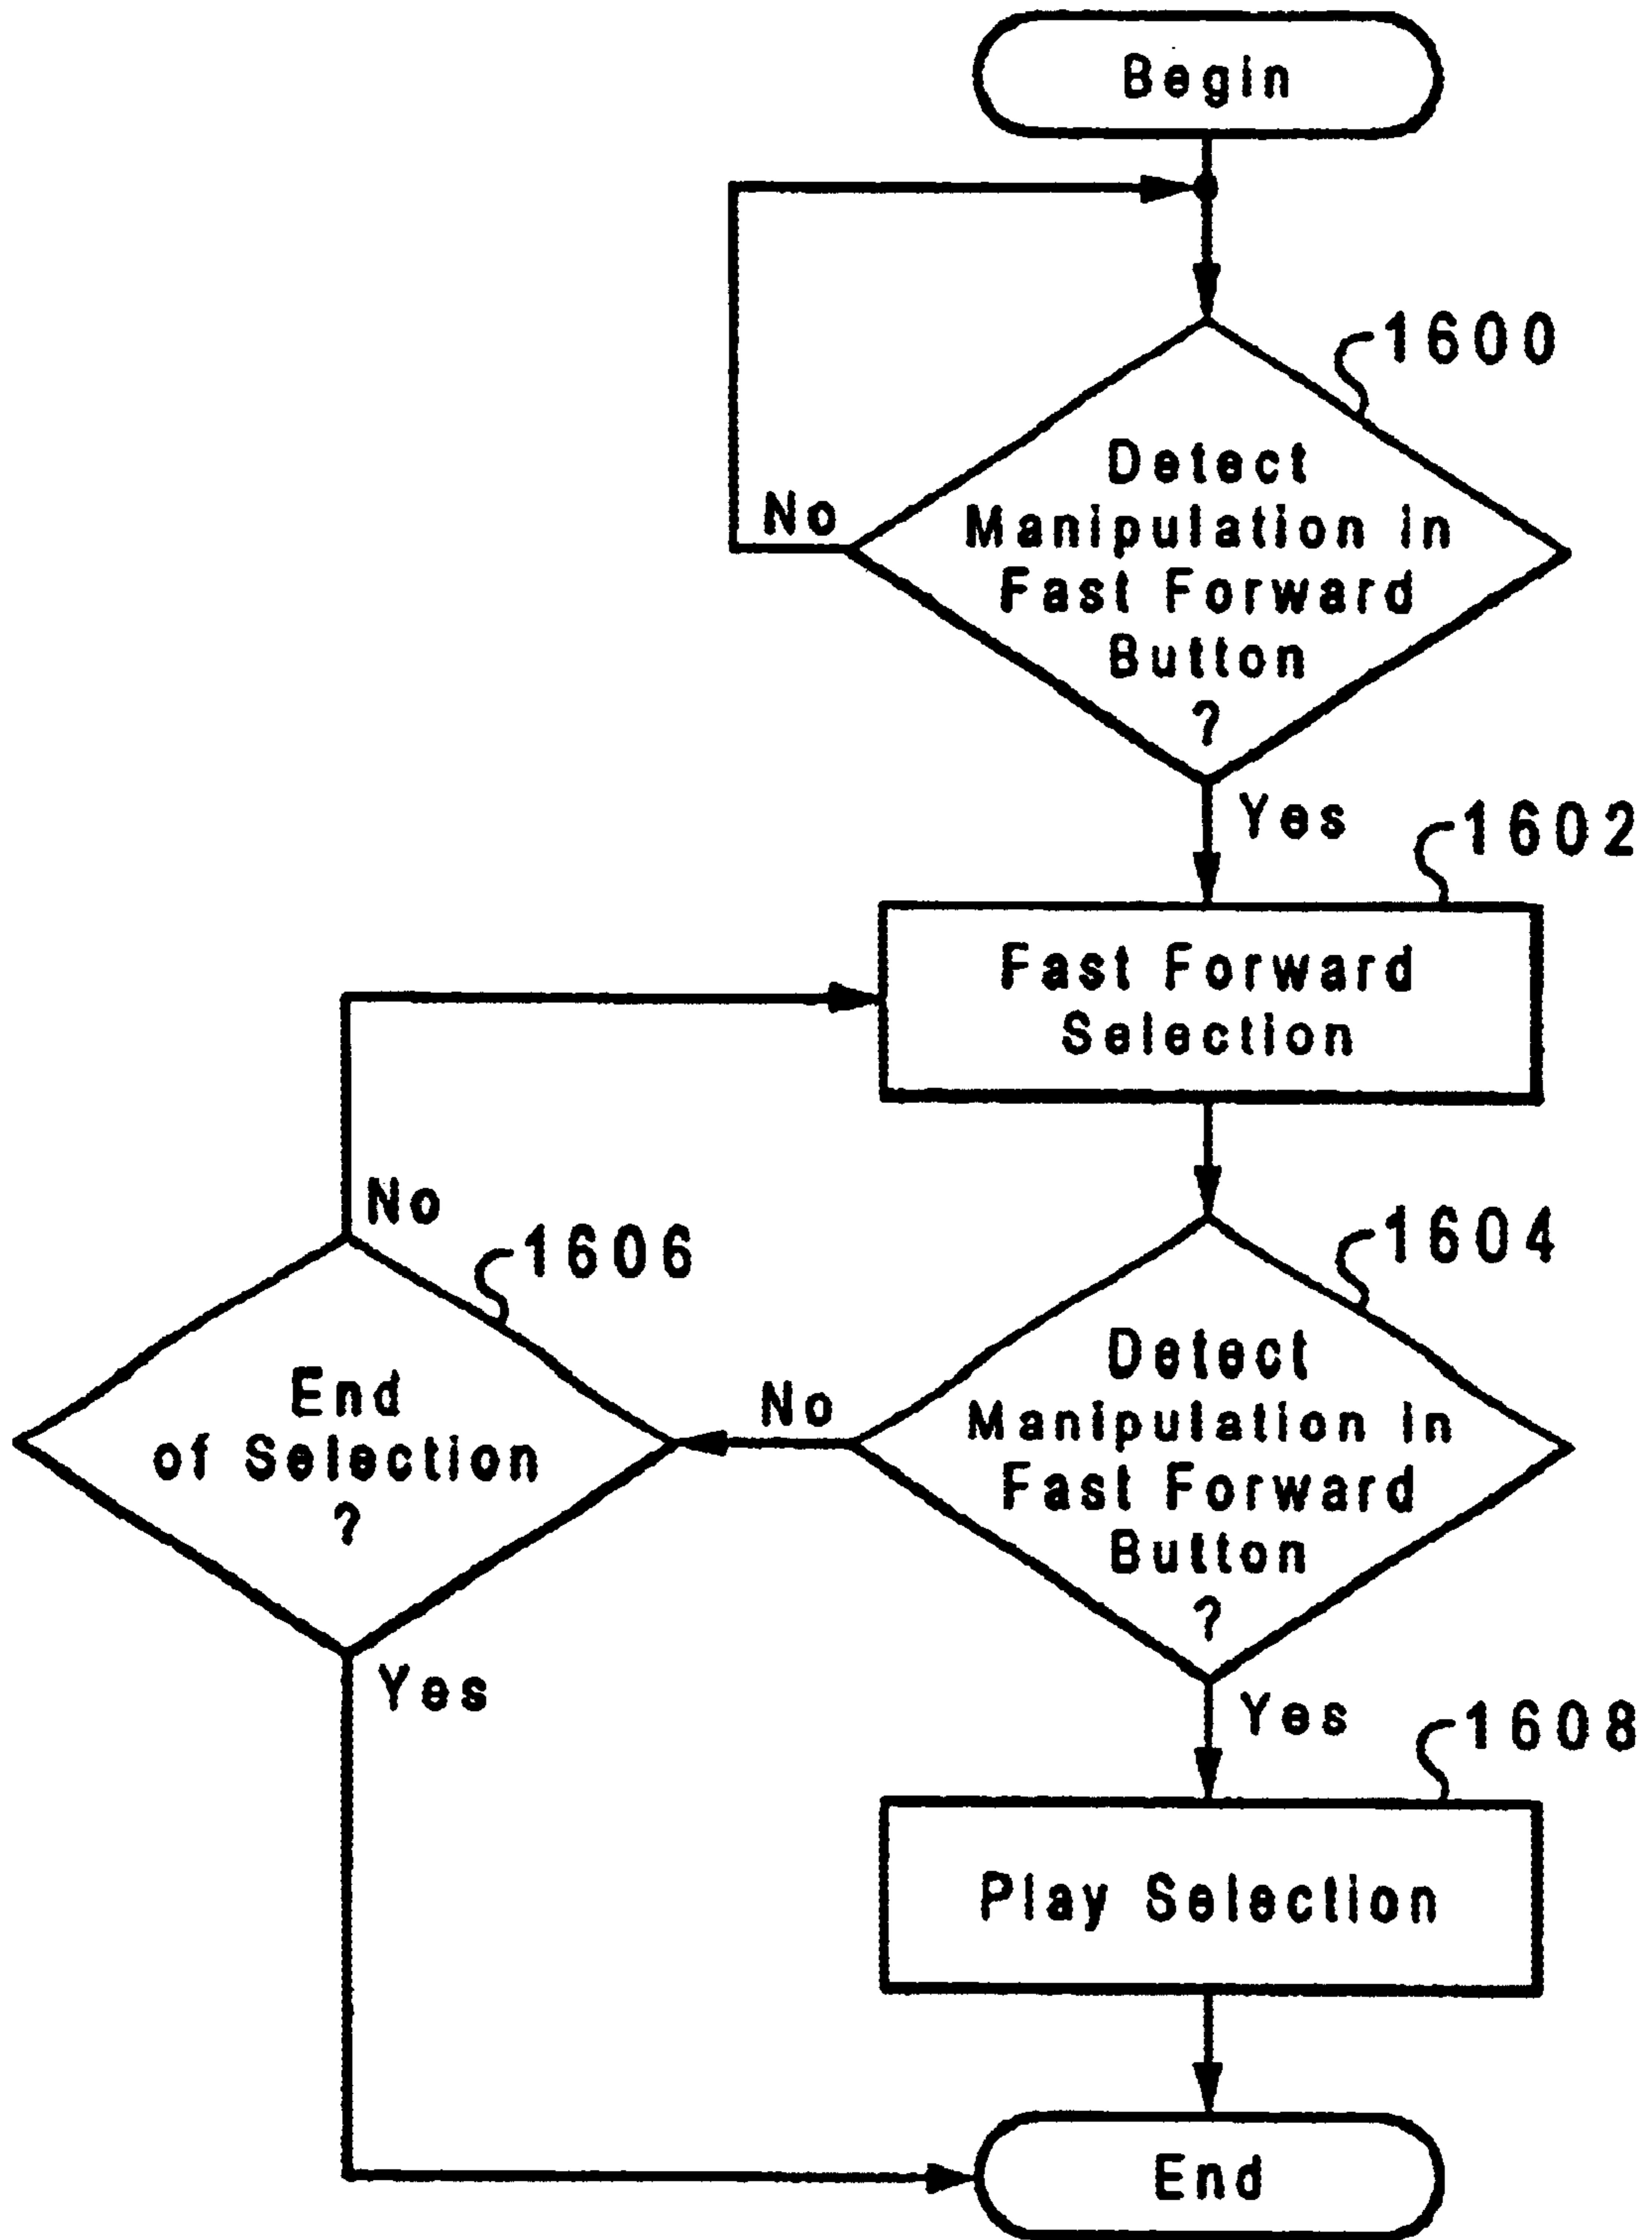 Begin
1600
Detect
Manipulation in
Fast Forward
Button
?
No
Yes
1602
Fast Forward
Selection
No
1606
1604
End
of Selection
?
No
Detect
Manipulation in
Fast Forward
Button
?
Yes
Yes
1608
Play Selection
End